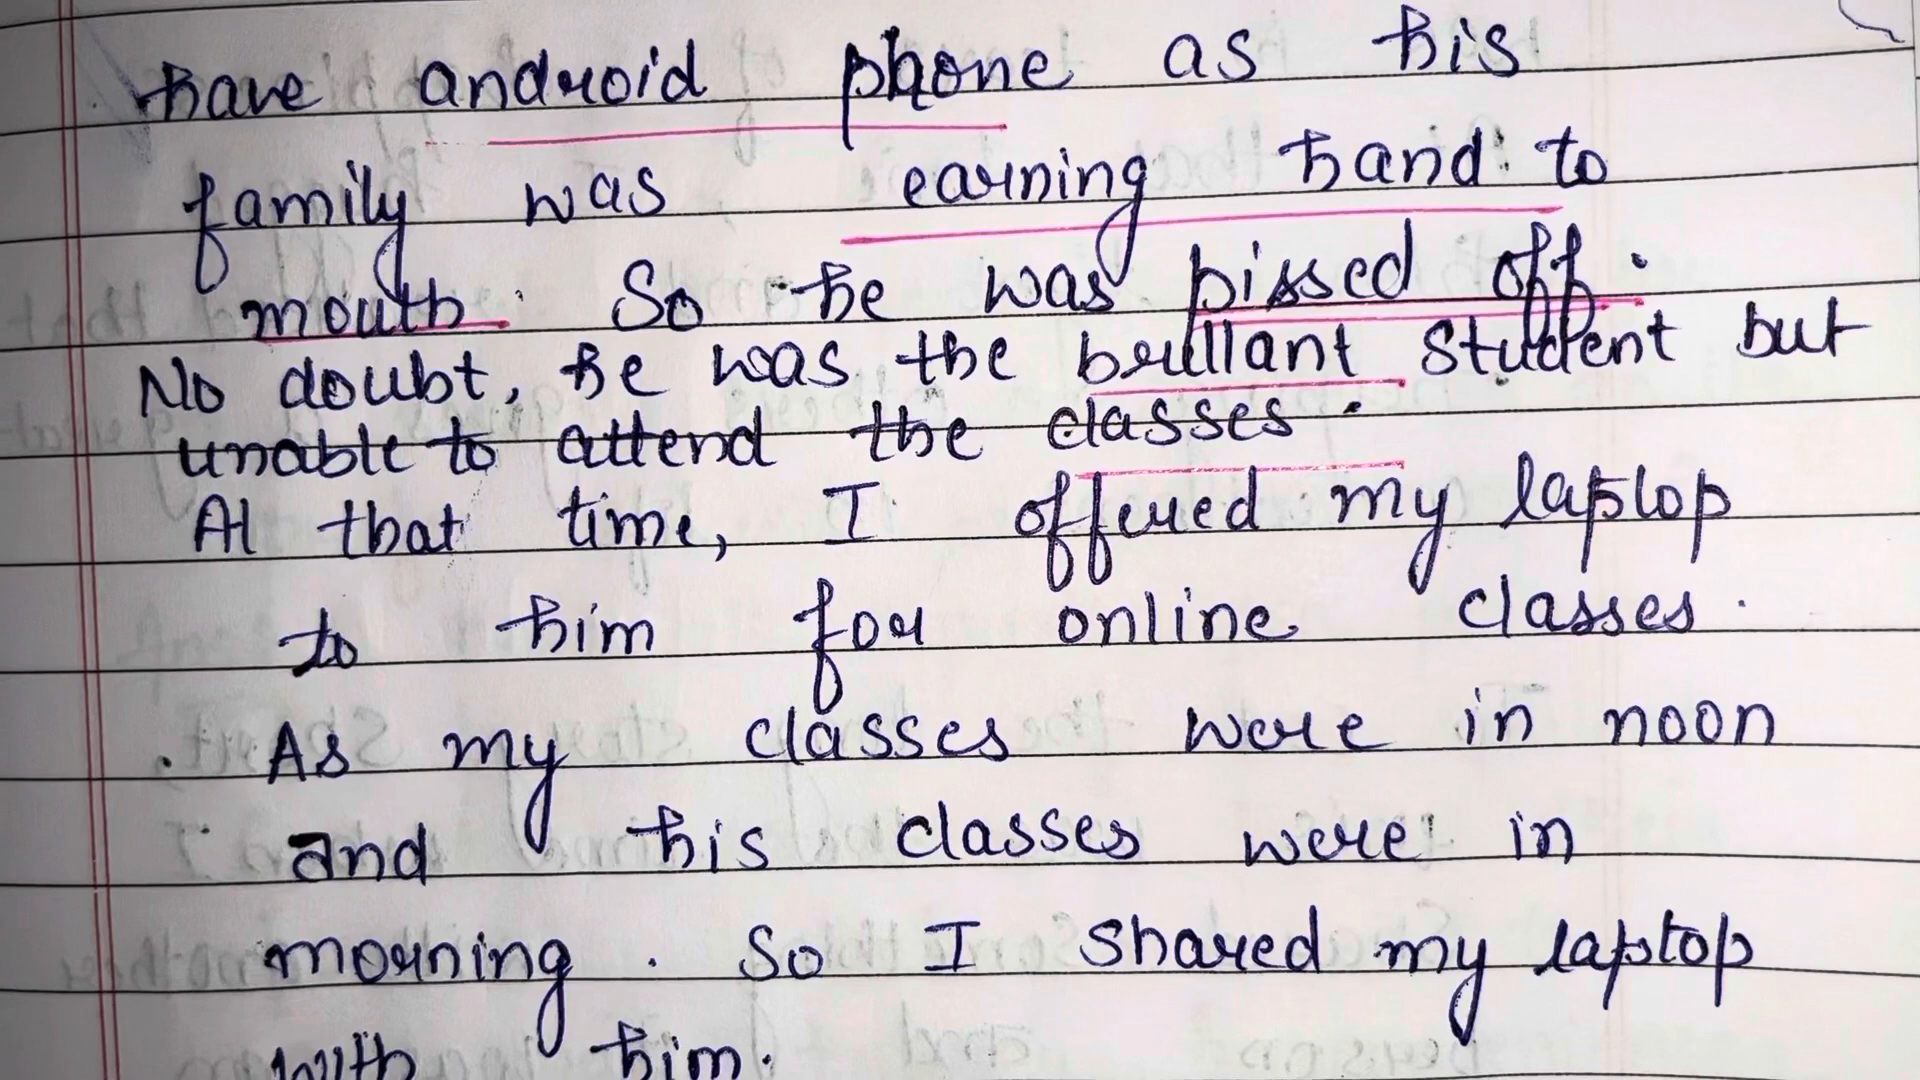 have android phone as his
family was earning hand to
mouth. So he was pissed off.
No doubt, he was the brillant student but
unable to attend the classes.
At that time, I offered my laptop
to him for online classes.
As my classes were in noon
and his classes were in
morning. So I shared my laptop
with him.